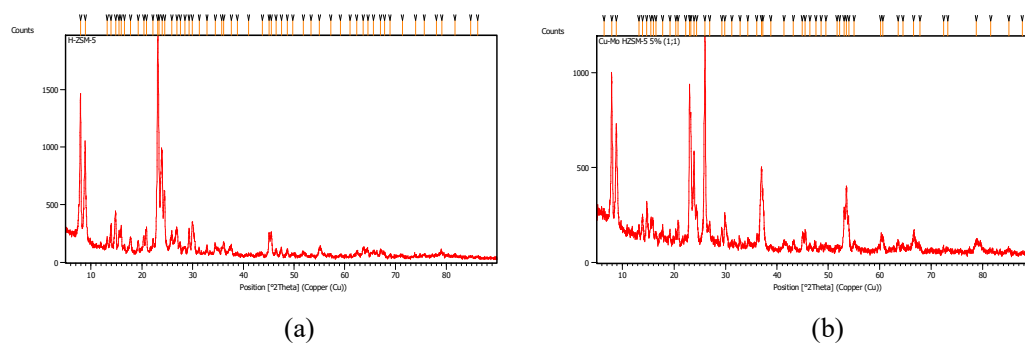 Counts
H-ZSM-5
1500
1000
500
0
10 20 30 40 50 60 70 80
Position [°2Theta] (Copper (Cu))
(a)
Counts
Cu-Mo HZSM-5 5% (1;1)
1000
500
0
10 20 30 40 50 60 70 80
Position [°2Theta] (Copper (Cu))
(b)